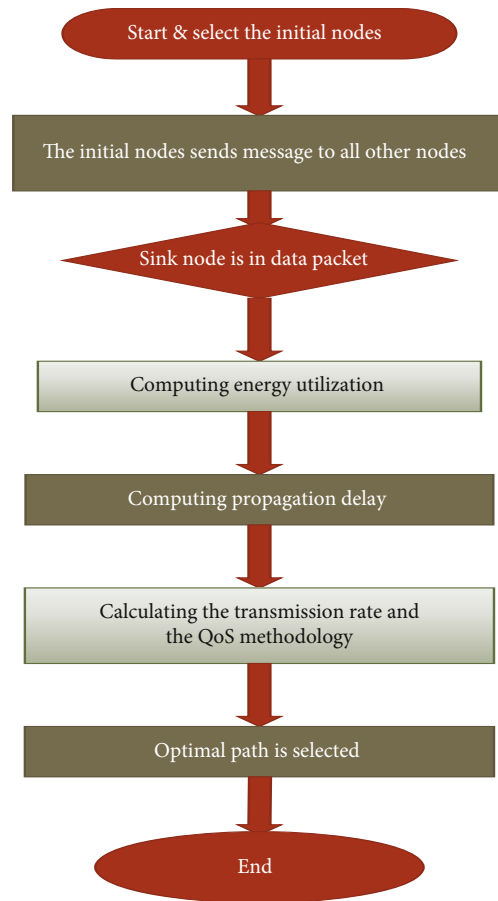 Start & select the initial nodes
The initial nodes sends message to all other nodes
Sink node is in data packet
Computing energy utilization
Computing propagation delay
Calculating the transmission rate and
the QoS methodology
Optimal path is selected
End